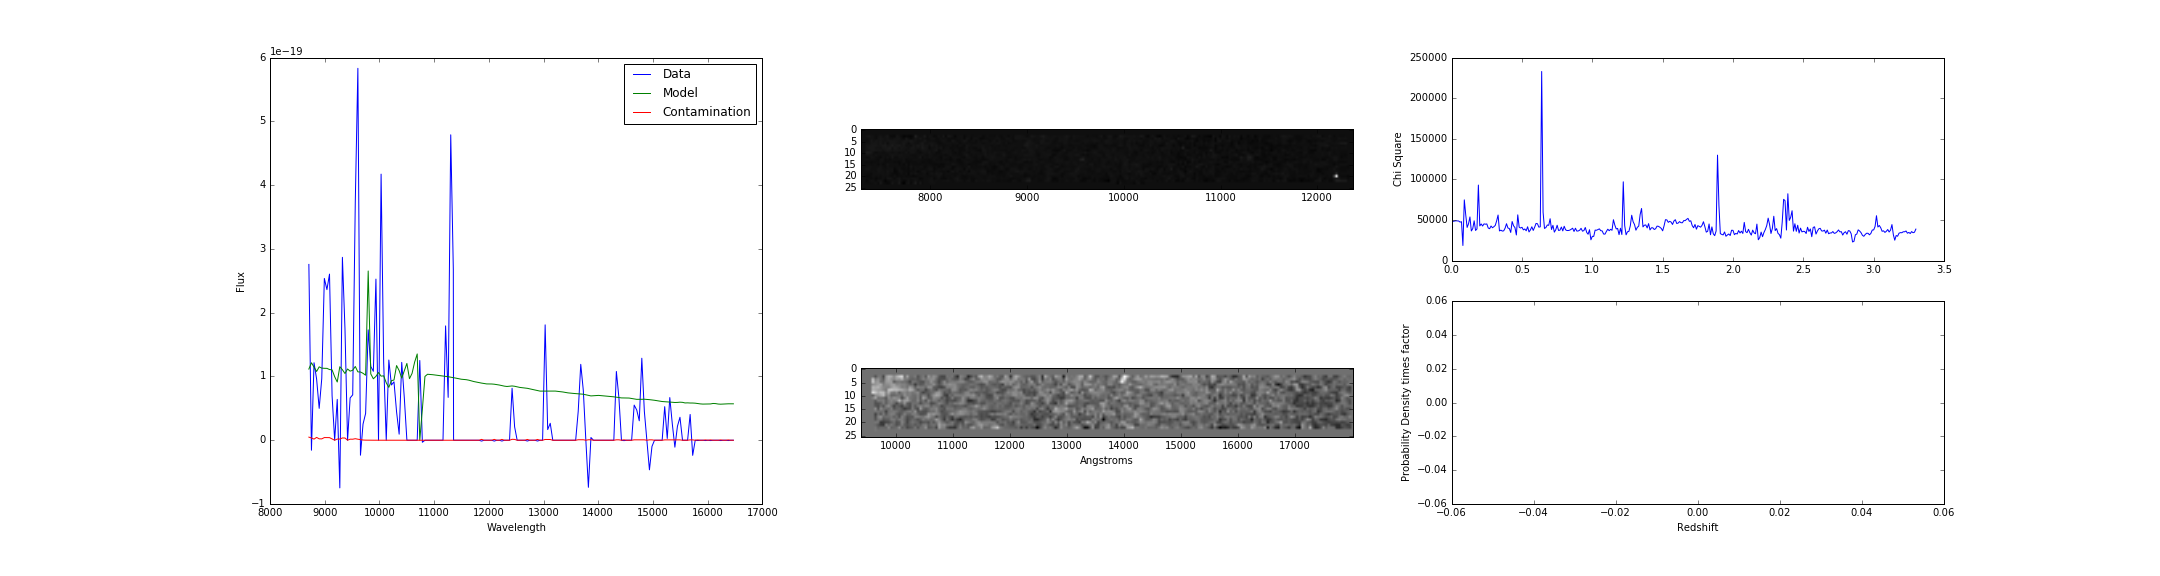 1e−19
6
5
4
3
2
1
0
−1
Flux
8000 9000 10000 11000 12000 13000 14000 15000 16000 17000
Wavelength
Data
Model
Contamination
0
5
10
15
20
25
8000 9000 10000 11000 12000
0
5
10
15
20
25
10000 11000 12000 13000 14000 15000 16000 17000
Angstroms
250000
200000
150000
100000
50000
0
Chi Square
0.0 0.5 1.0 1.5 2.0 2.5 3.0 3.5
0.06
0.04
0.02
0.00
−0.02
−0.04
−0.06
Probability Density times factor
−0.06 −0.04 −0.02 0.00 0.02 0.04 0.06
Redshift